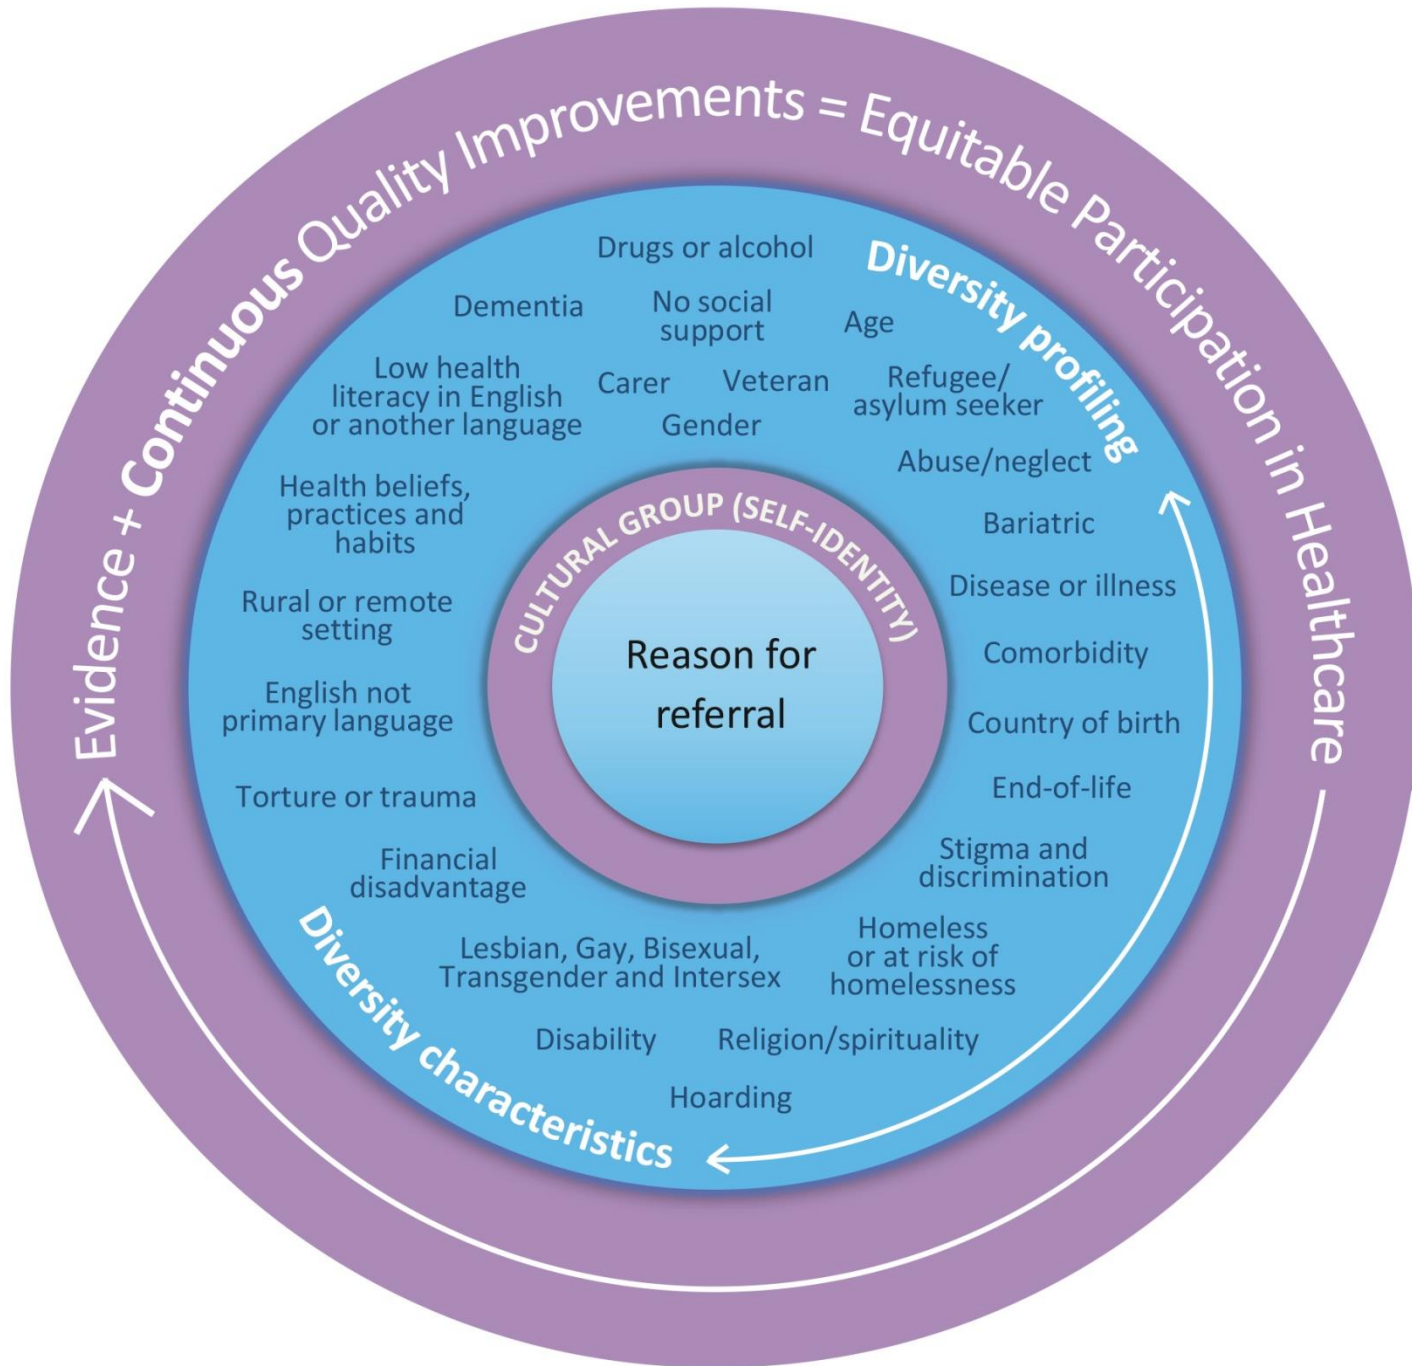 Evidence + Continuous Quality Improvements = Equitable Participation in Healthcare
Diversity profiling
Drugs or alcohol
Dementia
No social
support
Age
Low health
literacy in English
or another language
Carer
Veteran
Refugee/
asylum seeker
Gender
Abuse/neglect
Health beliefs,
practices and
habits
Bariatric
CULTURAL GROUP (SELF-IDENTITY)
Disease or illness
Rural or remote
setting
Reason for
referral
Comorbidity
English not
primary language
Country of birth
Torture or trauma
End-of-life
Financial
disadvantage
Stigma and
discrimination
Lesbian, Gay, Bisexual,
Transgender and Intersex
Homeless
or at risk of
homelessness
Disability
Religion/spirituality
Hoarding
Diversity characteristics